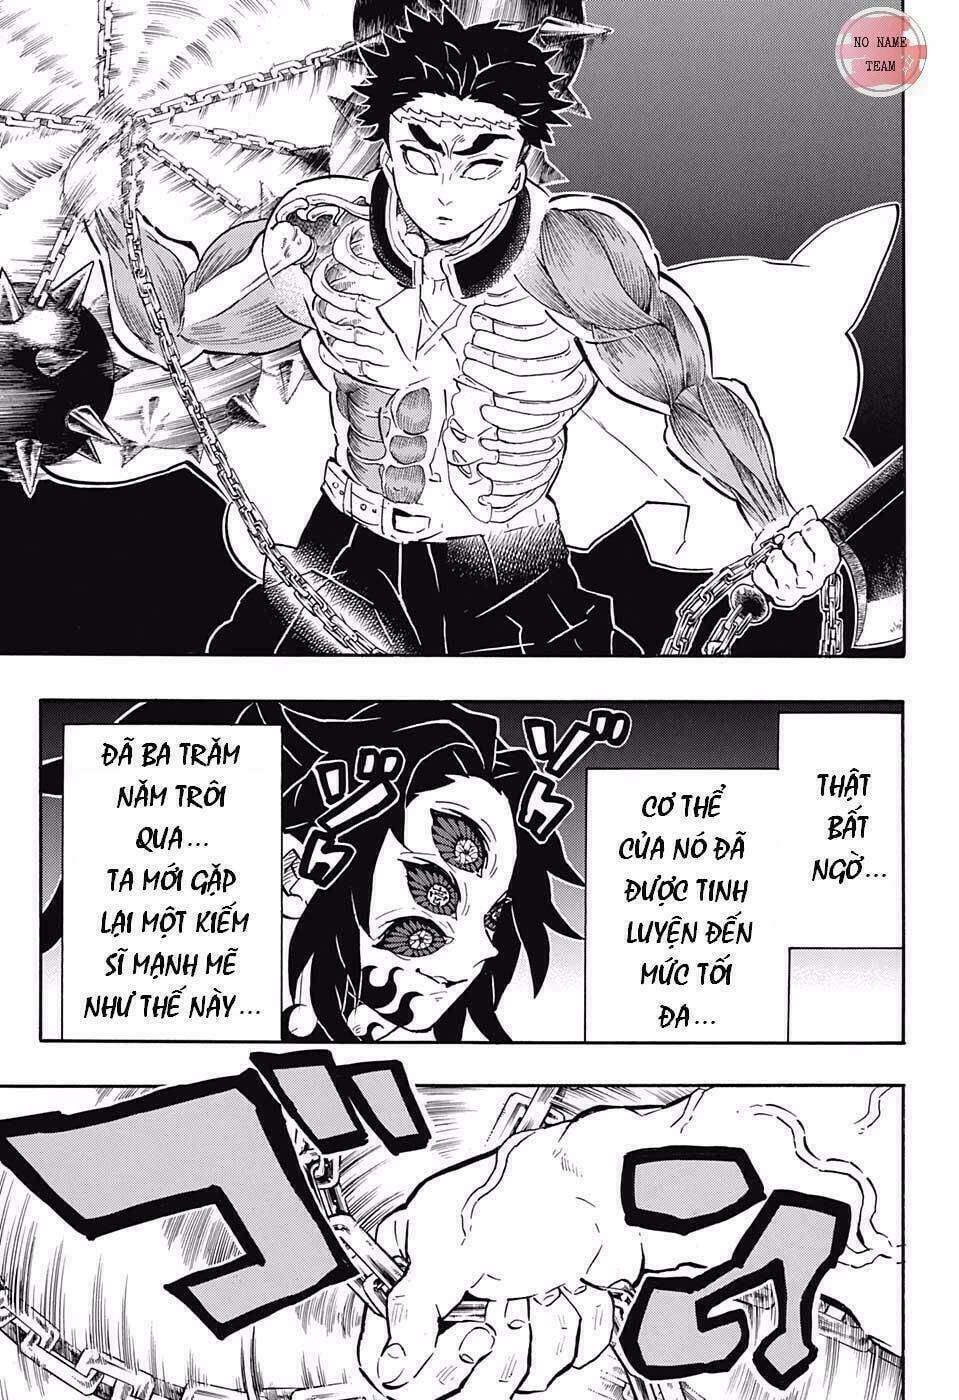 NO NAME
TEAM
THẬT
BẤT
NGỜ...
CƠ THỂ
CỦA NÓ ĐÃ
ĐƯỢC TINH
LUYỆN ĐẾN
MỨC TỐI
ĐA...
ĐÃ BA TRĂM
NĂM TRÔI
QUA...
TA MỚI GẶP
LẠI MỘT KIẾM
SĨ MẠNH MẼ
NHƯ THẾ NÀY...